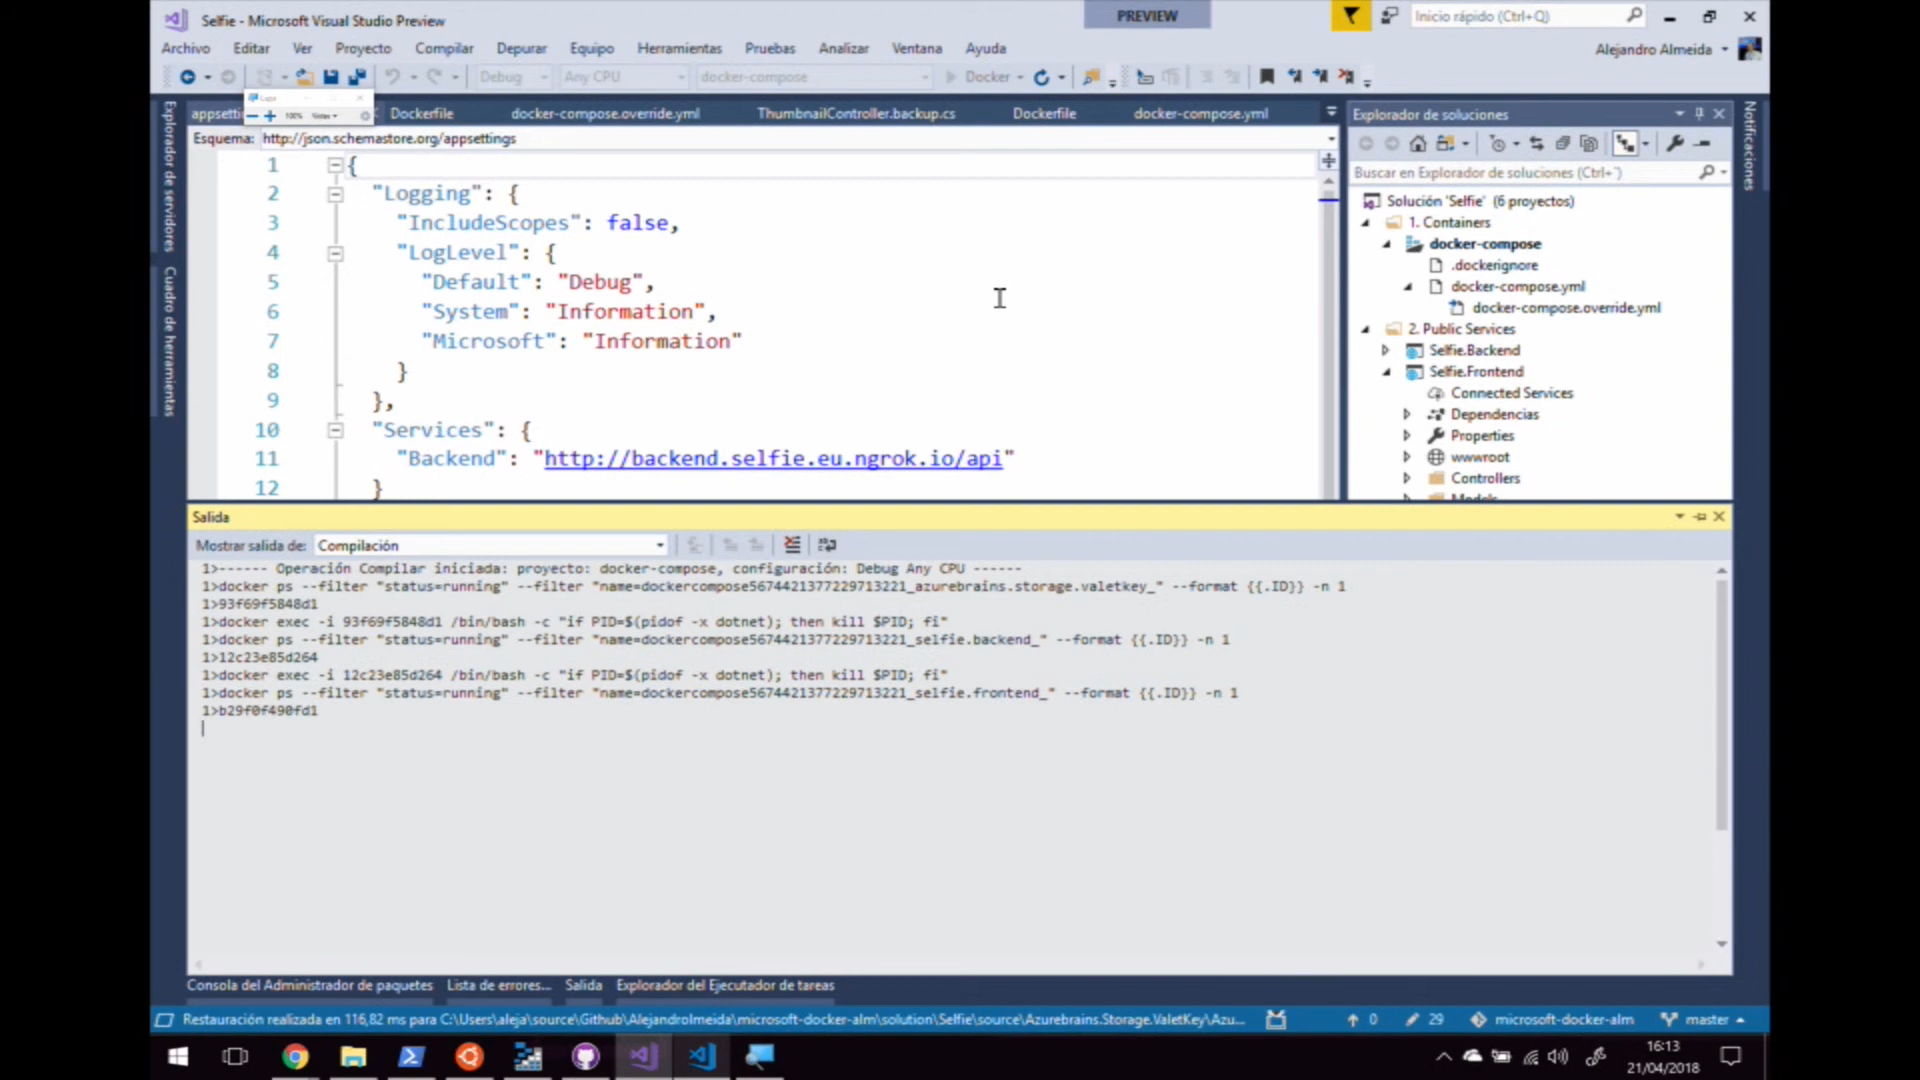 Selfie - Microsoft Visual Studio Preview
PREVIEW
Inicio rápido (Ctrl+Q)
Archivo Editar Ver Proyecto Compilar Depurar Equipo Herramientas Pruebas Analizar Ventana Ayuda
Alejandro Almeida
Debug Any CPU docker-compose Docker
Lupa
100% Vistas
appsetti Dockerfile docker-compose.override.yml ThumbnailController.backup.cs Dockerfile docker-compose.yml
Esquema: http://json.schemastore.org/appsettings
1 {
2 "Logging": {
3 "IncludeScopes": false,
4 "LogLevel": {
5 "Default": "Debug",
6 "System": "Information",
7 "Microsoft": "Information"
8 }
9 },
10 "Services": {
11 "Backend": "http://backend.selfie.eu.ngrok.io/api"
12 }
Explorador de servidores
Cuadro de herramientas
Explorador de soluciones
Buscar en Explorador de soluciones (Ctrl+´)
Solución 'Selfie' (6 proyectos)
1. Containers
docker-compose
.dockerignore
docker-compose.yml
docker-compose.override.yml
2. Public Services
Selfie.Backend
Selfie.Frontend
Connected Services
Dependencies
Properties
wwwroot
Controllers
Models
Notificaciones
Salida
Mostrar salida de: Compilación
1>------ Operación Compilar iniciada: proyecto: docker-compose, configuración: Debug Any CPU ------
1>docker ps --filter "status=running" --filter "name=dockercompose5674421377229713221_azurebrains.storage.valetkey_" --format {{.ID}} -n 1
1>93f69f5848d1
1>docker exec -i 93f69f5848d1 /bin/bash -c "if PID=$(pidof -x dotnet); then kill $PID; fi"
1>docker ps --filter "status=running" --filter "name=dockercompose5674421377229713221_selfie.backend_" --format {{.ID}} -n 1
1>12c23e85d264
1>docker exec -i 12c23e85d264 /bin/bash -c "if PID=$(pidof -x dotnet); then kill $PID; fi"
1>docker ps --filter "status=running" --filter "name=dockercompose5674421377229713221_selfie.frontend_" --format {{.ID}} -n 1
1>b29f0f490fd1
Consola del Administrador de paquetes Lista de errores... Salida Explorador del Ejecutador de tareas
Restauración realizada en 116,82 ms para C:\Users\aleja\source\Github\AlejandroImeida\microsoft-docker-alm\solution\Selfie\source\Azurebrains.Storage.ValetKey\Azu... 0 29 microsoft-docker-alm master
16:13
21/04/2018